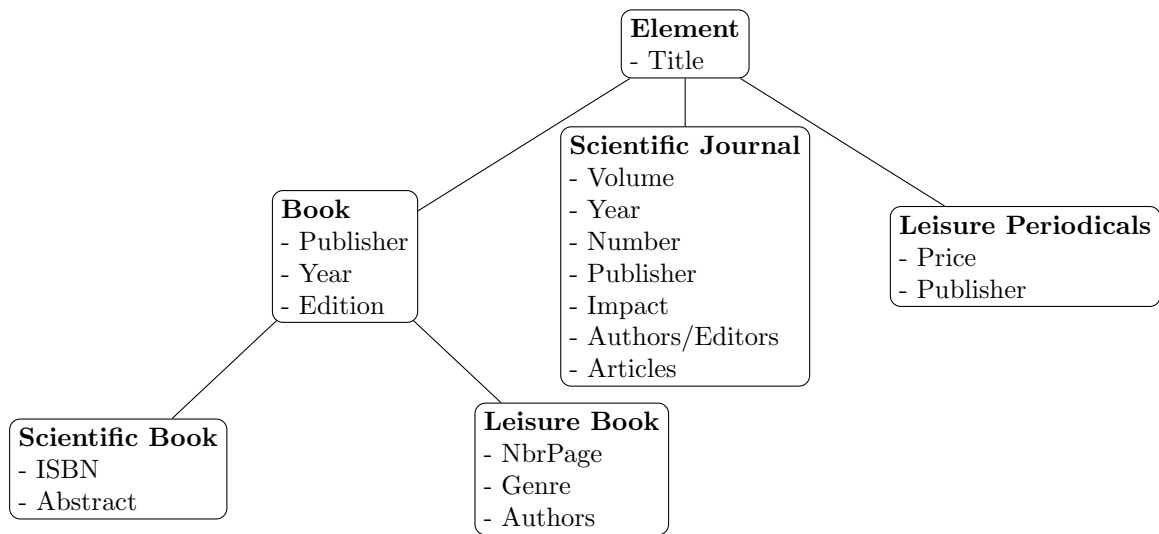 Element
- Title
Scientific Journal
- Volume
- Year
- Number
- Publisher
- Impact
- Authors/Editors
- Articles
Book
- Publisher
- Year
- Edition
Leisure Periodicals
- Price
- Publisher
Scientific Book
- ISBN
- Abstract
Leisure Book
- NbrPage
- Genre
- Authors